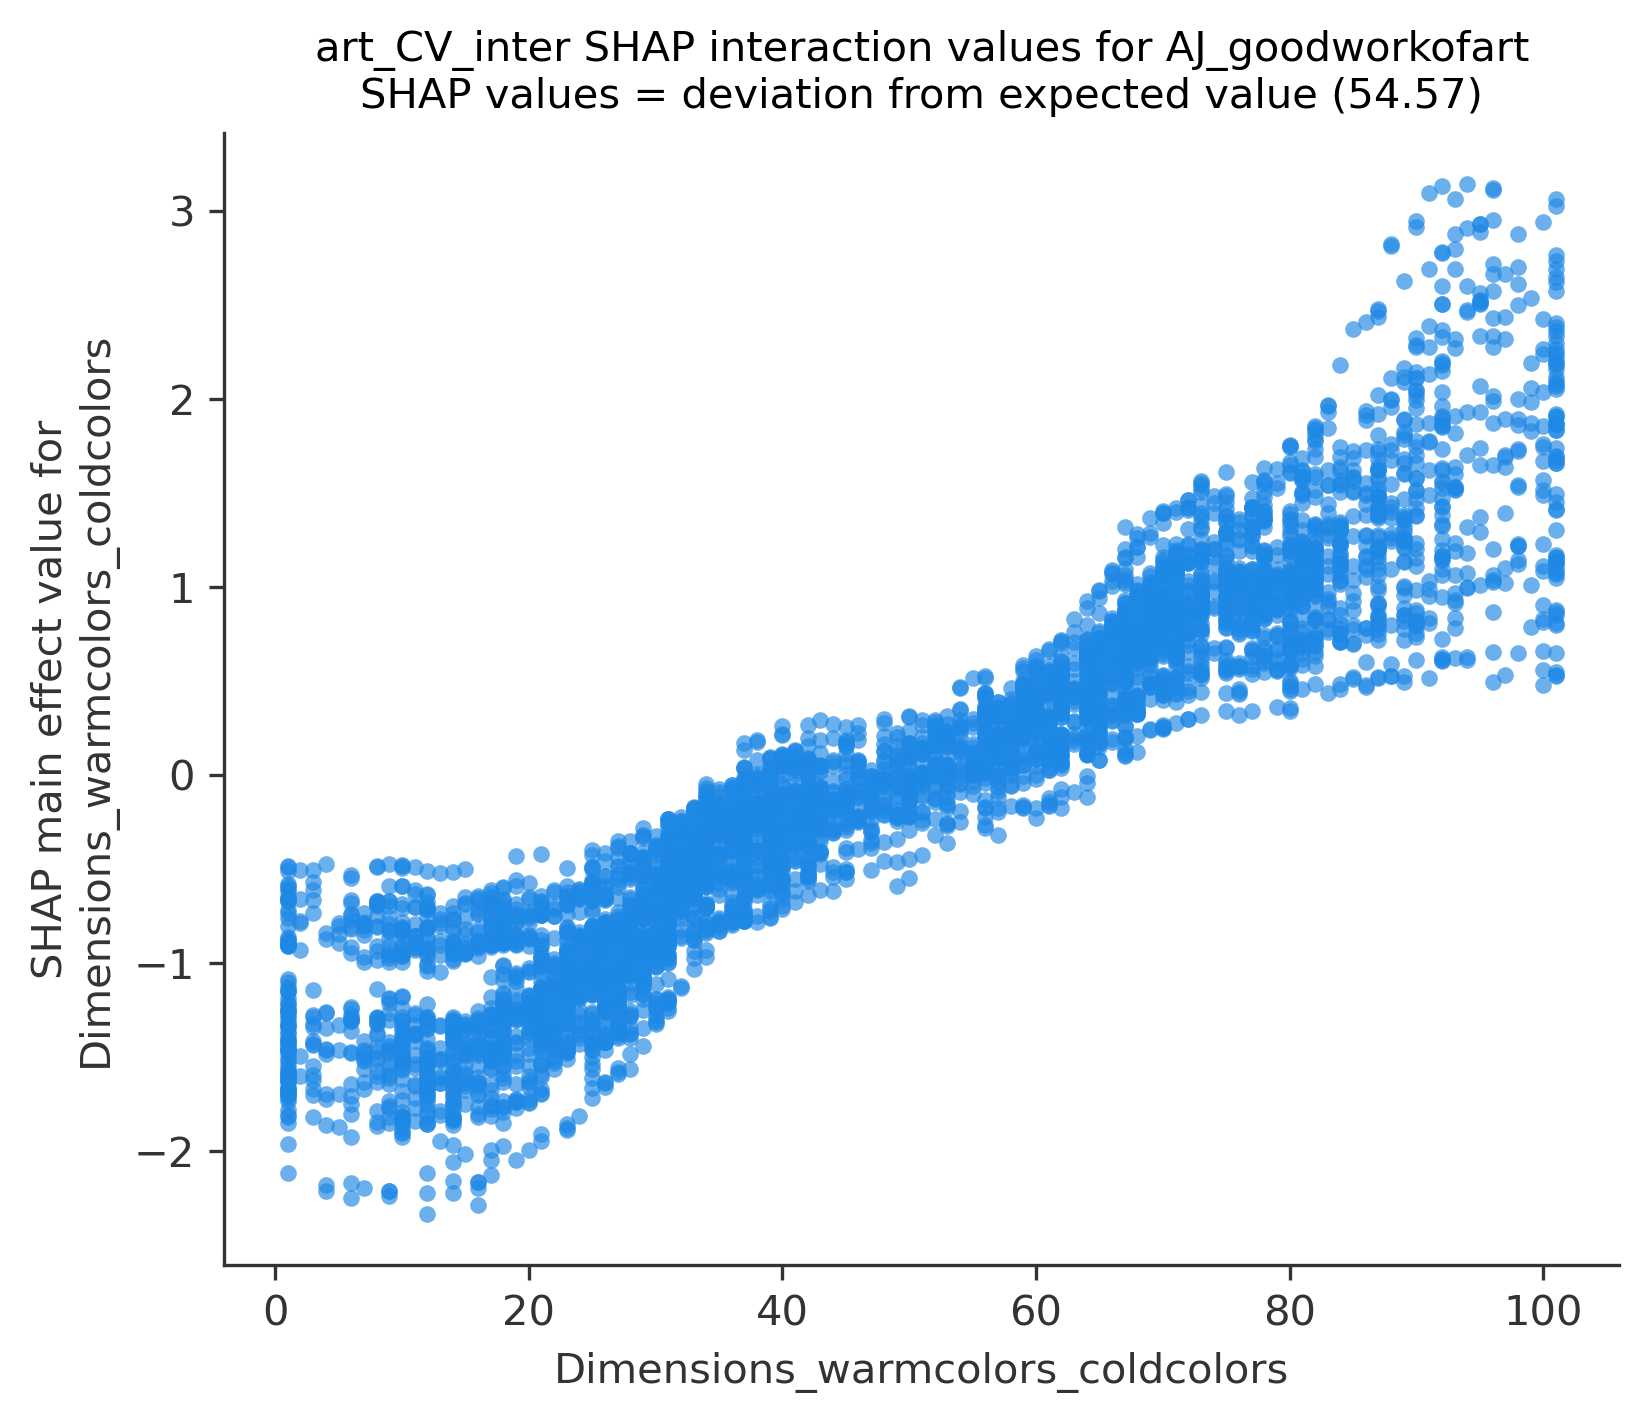 art_CV_inter SHAP interaction values for AJ_goodworkofart
SHAP values = deviation from expected value (54.57)
SHAP main effect value for
Dimensions_warmcolors_coldcolors
3
2
1
0
−1
−2
0
20
40
60
80
100
Dimensions_warmcolors_coldcolors